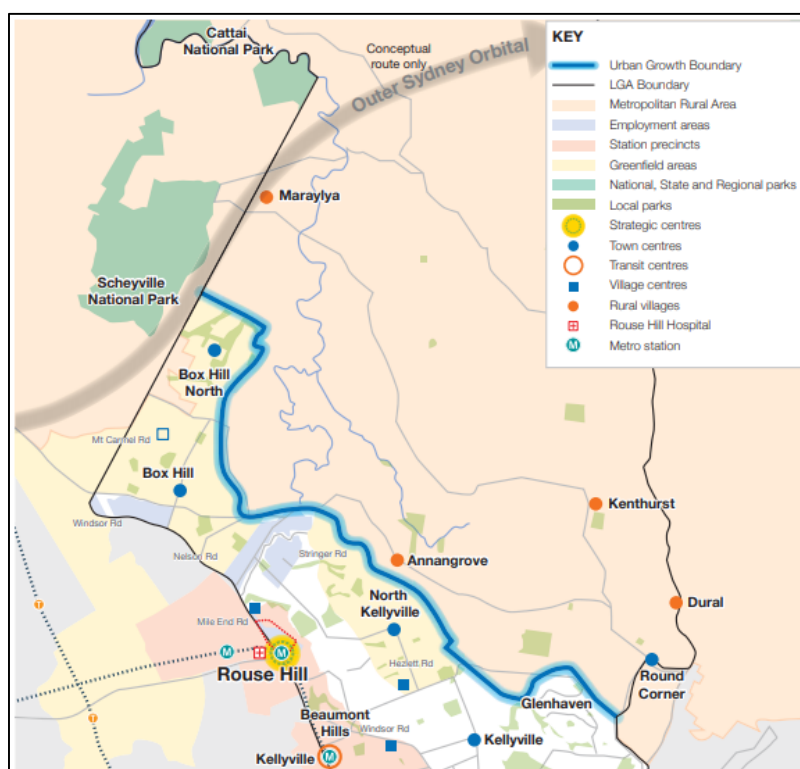 Cattai
National Park
Conceptual
route only
Outer Sydney Orbital
KEY
Urban Growth Boundary
LGA Boundary
Metropolitan Rural Area
Employment areas
Station precincts
Greenfield areas
National, State and Regional parks
Local parks
Strategic centres
Town centres
Transit centres
Village centres
Rural villages
Rouse Hill Hospital
M
Metro station
Maraylya
Scheyville
National Park
Box Hill
North
Mt Carmel Rd
Box Hill
Windsor Rd
Nelson Rd
Stringer Rd
Kenthurst
Annangrove
North
Kellyville
Dural
T
Mile End Rd
M
M
Rouse Hill
Hezlett Rd
Round
Corner
Glenhaven
T
Beaumont
Hills
Windsor Rd
Kellyville
Kellyville
M